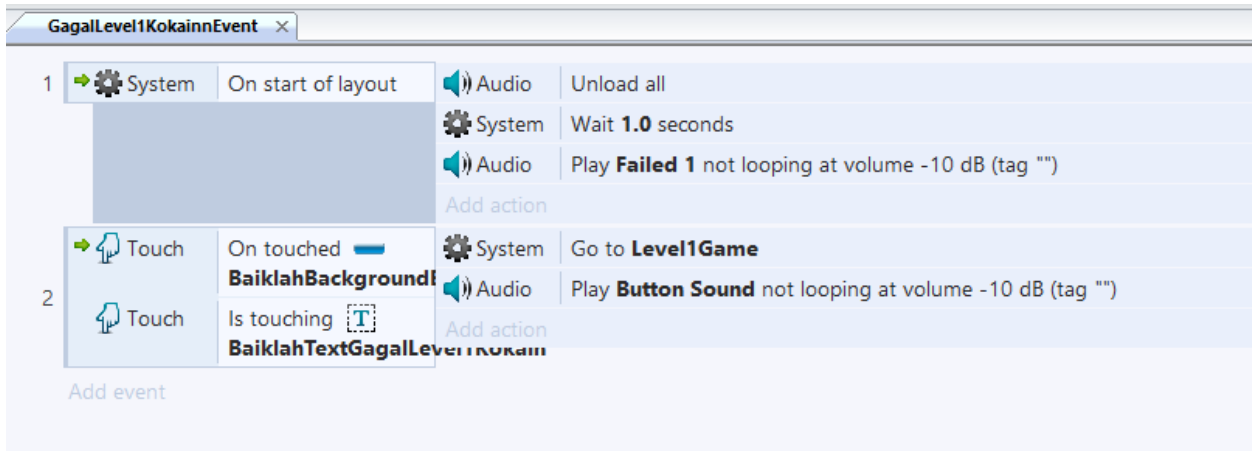 GagalLevel1KokainnEvent ×
1 System On start of layout Audio Unload all
System Wait 1.0 seconds
Audio Play Failed 1 not looping at volume -10 dB (tag "")
Add action
2 Touch On touched BaiklahBackground System Go to Level1Game
Audio Play Button Sound not looping at volume -10 dB (tag "")
Touch Is touching T BaiklahTextGagalLevel1Kokain Add action
Add event